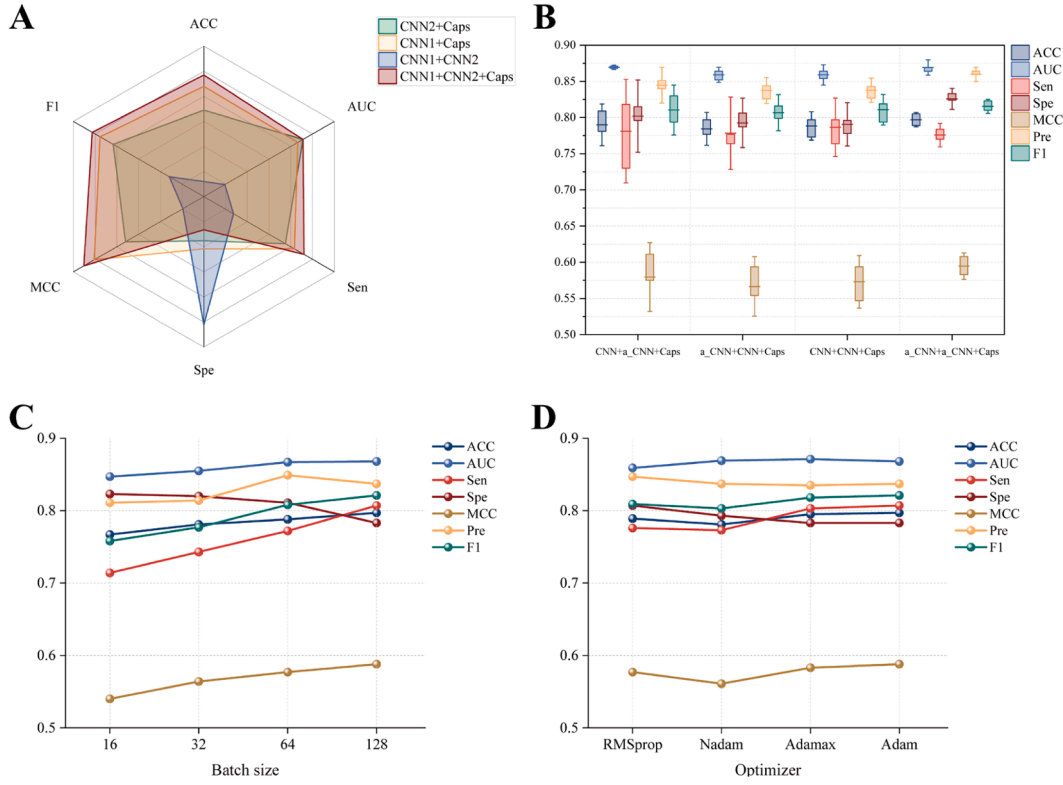 A
ACC
AUC
Sen
Spe
MCC
F1
CNN2+Caps
CNN1+Caps
CNN1+CNN2
CNN1+CNN2+Caps
B
0.90
0.85
0.80
0.75
0.70
0.65
0.60
0.55
0.50
CNN+a_CNN+Caps
a_CNN+CNN+Caps
CNN+CNN+Caps
a_CNN+a_CNN+Caps
ACC
AUC
Sen
Spe
MCC
Pre
F1
C
0.9
0.8
0.7
0.6
0.5
16
32
64
128
Batch size
ACC
AUC
Sen
Spe
MCC
Pre
F1
D
0.9
0.8
0.7
0.6
0.5
RMSprop
Nadam
Adamax
Adam
Optimizer
ACC
AUC
Sen
Spe
MCC
Pre
F1